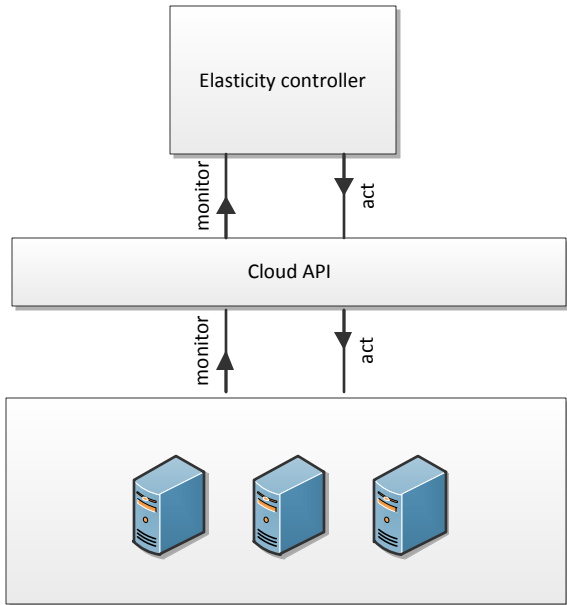 Elasticity controller
monitor
act
Cloud API
monitor
act